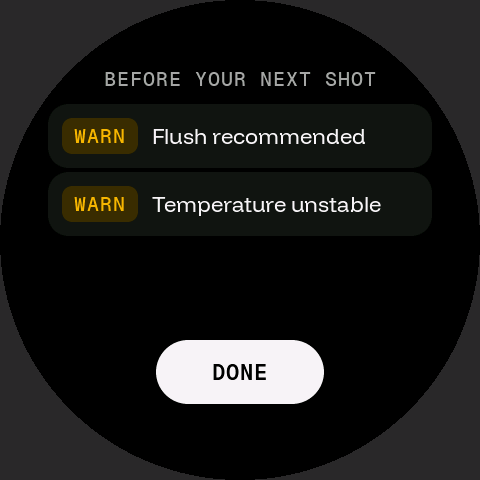 BEFORE YOUR NEXT SHOT
WARN Flush recommended
WARN Temperature unstable
DONE